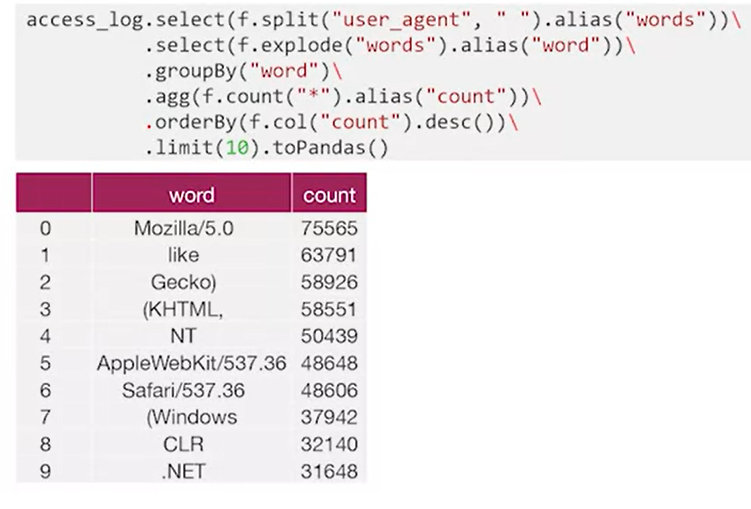 access_log.select(f.split("user_agent", " ").alias("words"))\
.select(f.explode("words").alias("word"))\
.groupBy("word")\
.agg(f.count("*").alias("count"))\
.orderBy(f.col("count").desc())\
.limit(10).toPandas()
word count
0 Mozilla/5.0 75565
1 like 63791
2 Gecko) 58926
3 (KHTML, 58551
4 NT 50439
5 AppleWebKit/537.36 48648
6 Safari/537.36 48606
7 (Windows 37942
8 CLR 32140
9 .NET 31648